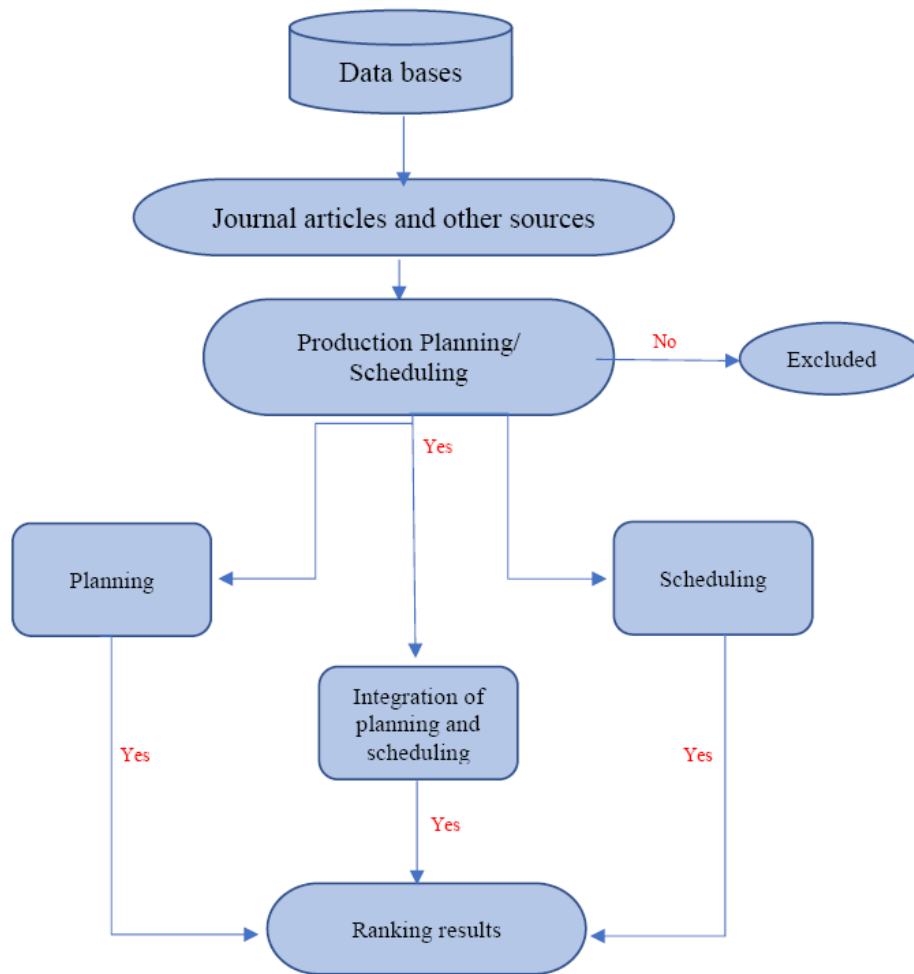 Data bases
Journal articles and other sources
Production Planning/
Scheduling
No
Excluded
Yes
Planning
Scheduling
Integration of
planning and
scheduling
Yes
Yes
Yes
Ranking results